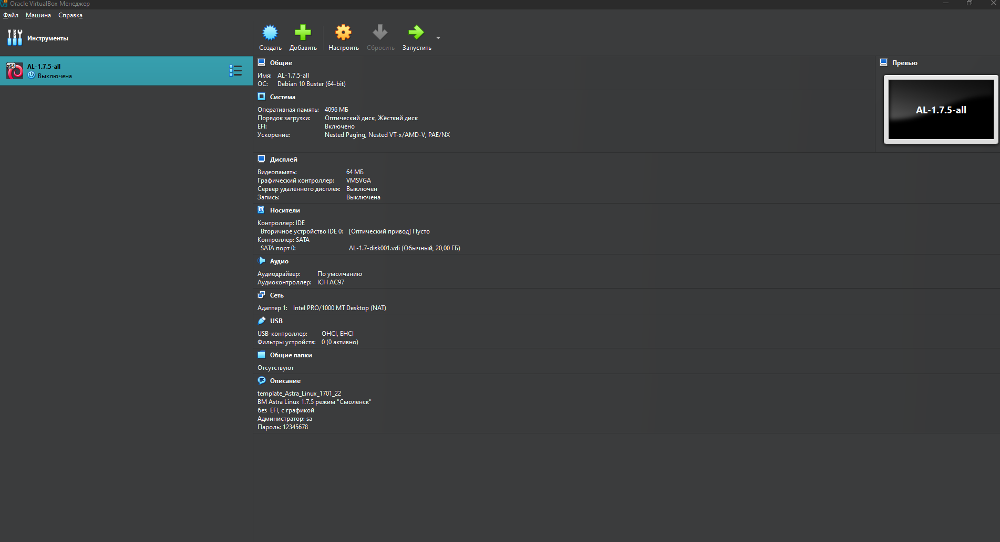 Oracle VirtualBox Менеджер
Файл Машина Справка
Инструменты
Создать Добавить Настроить Сбросить Запустить
x64
AL-1.7.5-all
Выключена
Общие
Имя: AL-1.7.5-all
ОС: Debian 10 Buster (64-bit)
Превью
AL-1.7.5-all
Система
Оперативная память: 4096 МБ
Порядок загрузки: Оптический диск, Жёсткий диск
EFI: Включено
Ускорение: Nested Paging, Nested VT-x/AMD-V, PAE/NX
Дисплей
Видеопамять: 64 МБ
Графический контроллер: VMSVGA
Сервер удалённого дисплея: Выключен
Запись: Выключена
Носители
Контроллер: IDE
Вторичное устройство IDE 0: [Оптический привод] Пусто
Контроллер: SATA
SATA порт 0: AL-1.7-disk001.vdi (Обычный, 20,00 ГБ)
Аудио
Аудиодрайвер: По умолчанию
Аудиоконтроллер: ICH AC97
Сеть
Адаптер 1: Intel PRO/1000 MT Desktop (NAT)
USB
USB-контроллер: OHCI, EHCI
Фильтры устройств: 0 (0 активно)
Общие папки
Отсутствуют
Описание
template_Astra_Linux_1701_22
ВМ Astra Linux 1.7.5 режим "Смоленск"
без EFI, с графикой
Администратор: sa
Пароль: 12345678